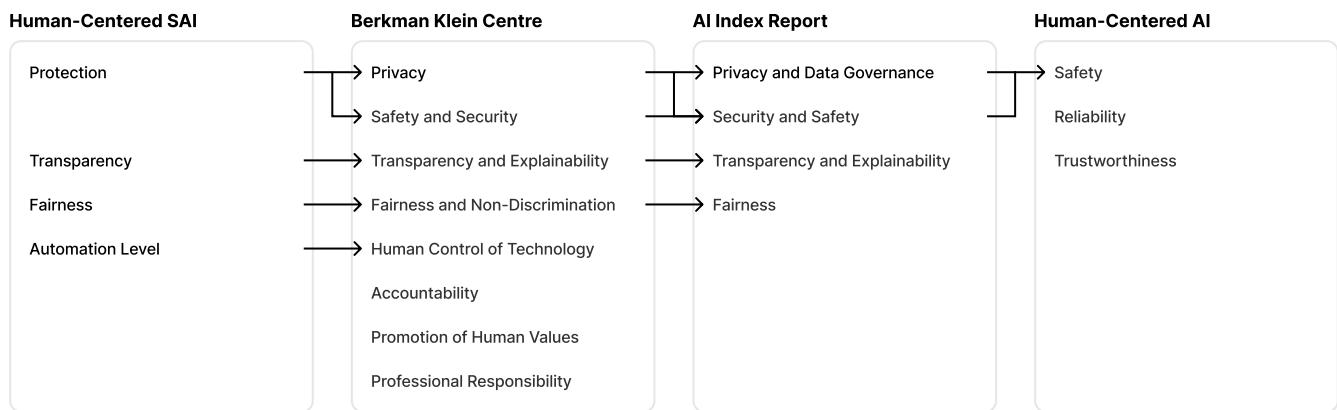 Human-Centered SAI
Protection
Transparency
Fairness
Automation Level
Berkman Klein Centre
Privacy
Safety and Security
Transparency and Explainability
Fairness and Non-Discrimination
Human Control of Technology
Accountability
Promotion of Human Values
Professional Responsibility
AI Index Report
Privacy and Data Governance
Security and Safety
Transparency and Explainability
Fairness
Human-Centered AI
Safety
Reliability
Trustworthiness